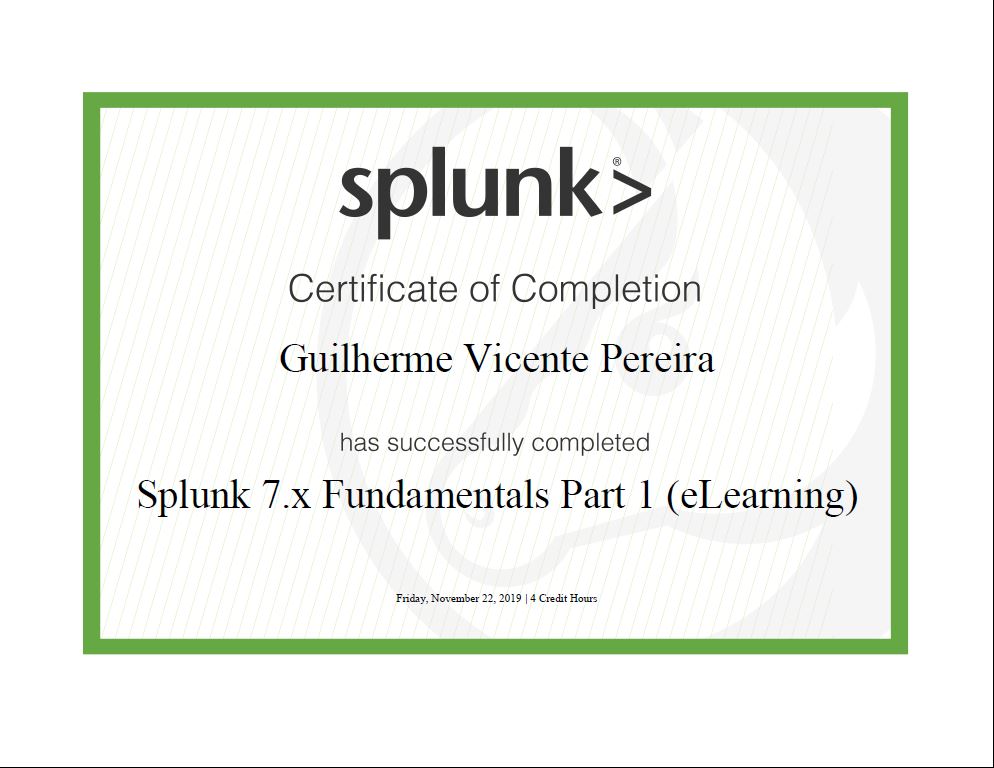 splunk>®
Certificate of Completion
Guilherme Vicente Pereira
has successfully completed
Splunk 7.x Fundamentals Part 1 (eLearning)
Friday, November 22, 2019 | 4 Credit Hours